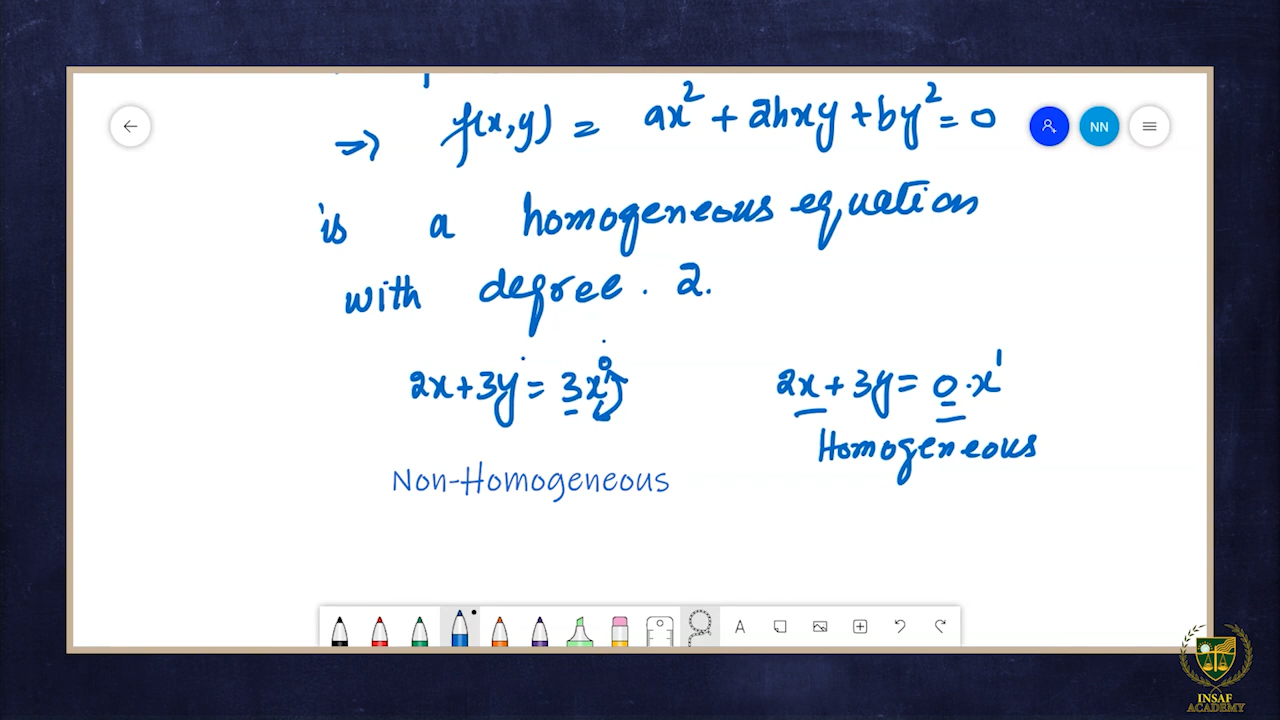 ⇒ f(x,y) = ax² + 2hxy + by² = 0
NN
is a homogeneous equation
with degree . 2.
2x+3y = 3x⁰
2x + 3y = 0·x¹
Homogeneous
Non-Homogeneous
A
INSAF
ACADEMY